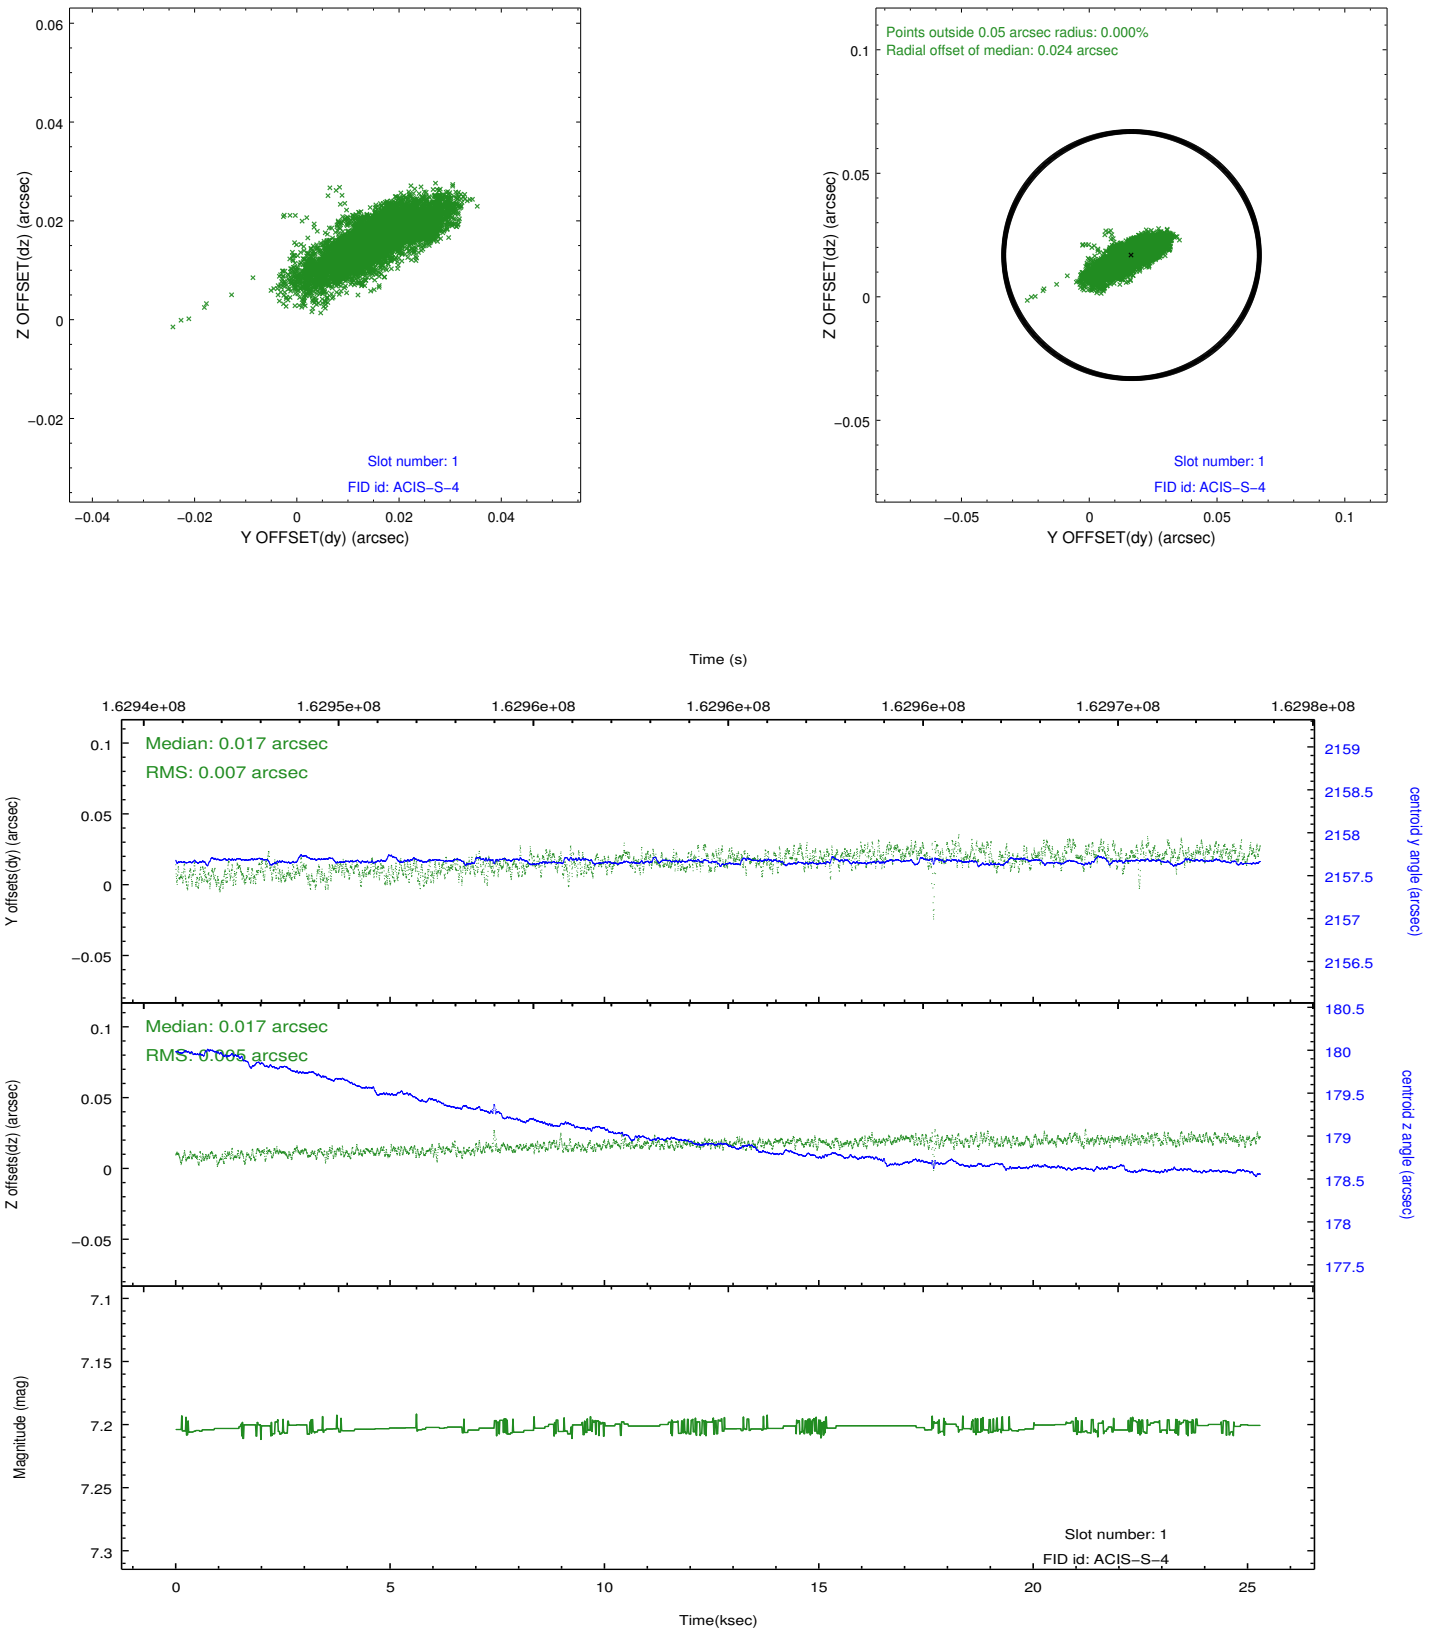 0.06
0.04
0.02
0
−0.02
Z OFFSET(dz) (arcsec)
Slot number: 1
FID id: ACIS−S−4
−0.04 −0.02 0 0.02 0.04
Y OFFSET(dy) (arcsec)
Points outside 0.05 arcsec radius: 0.000%
Radial offset of median: 0.024 arcsec
0.1
0.05
0
−0.05
Z OFFSET(dz) (arcsec)
Slot number: 1
FID id: ACIS−S−4
−0.05 0 0.05 0.1
Y OFFSET(dy) (arcsec)
Time (s)
1.6294e+08 1.6295e+08 1.6296e+08 1.6296e+08 1.6296e+08 1.6297e+08 1.6298e+08
Median: 0.017 arcsec
RMS: 0.007 arcsec
0.1
0.05
0
−0.05
Y offsets(dy) (arcsec)
2159
2158.5
2158
2157.5
2157
2156.5
centroid y angle (arcsec)
Median: 0.017 arcsec
RMS: 0.005 arcsec
0.1
0.05
0
−0.05
Z offsets(dz) (arcsec)
180.5
180
179.5
179
178.5
178
177.5
centroid z angle (arcsec)
7.1
7.15
7.2
7.25
7.3
Magnitude (mag)
Slot number: 1
FID id: ACIS−S−4
0 5 10 15 20 25
Time(ksec)